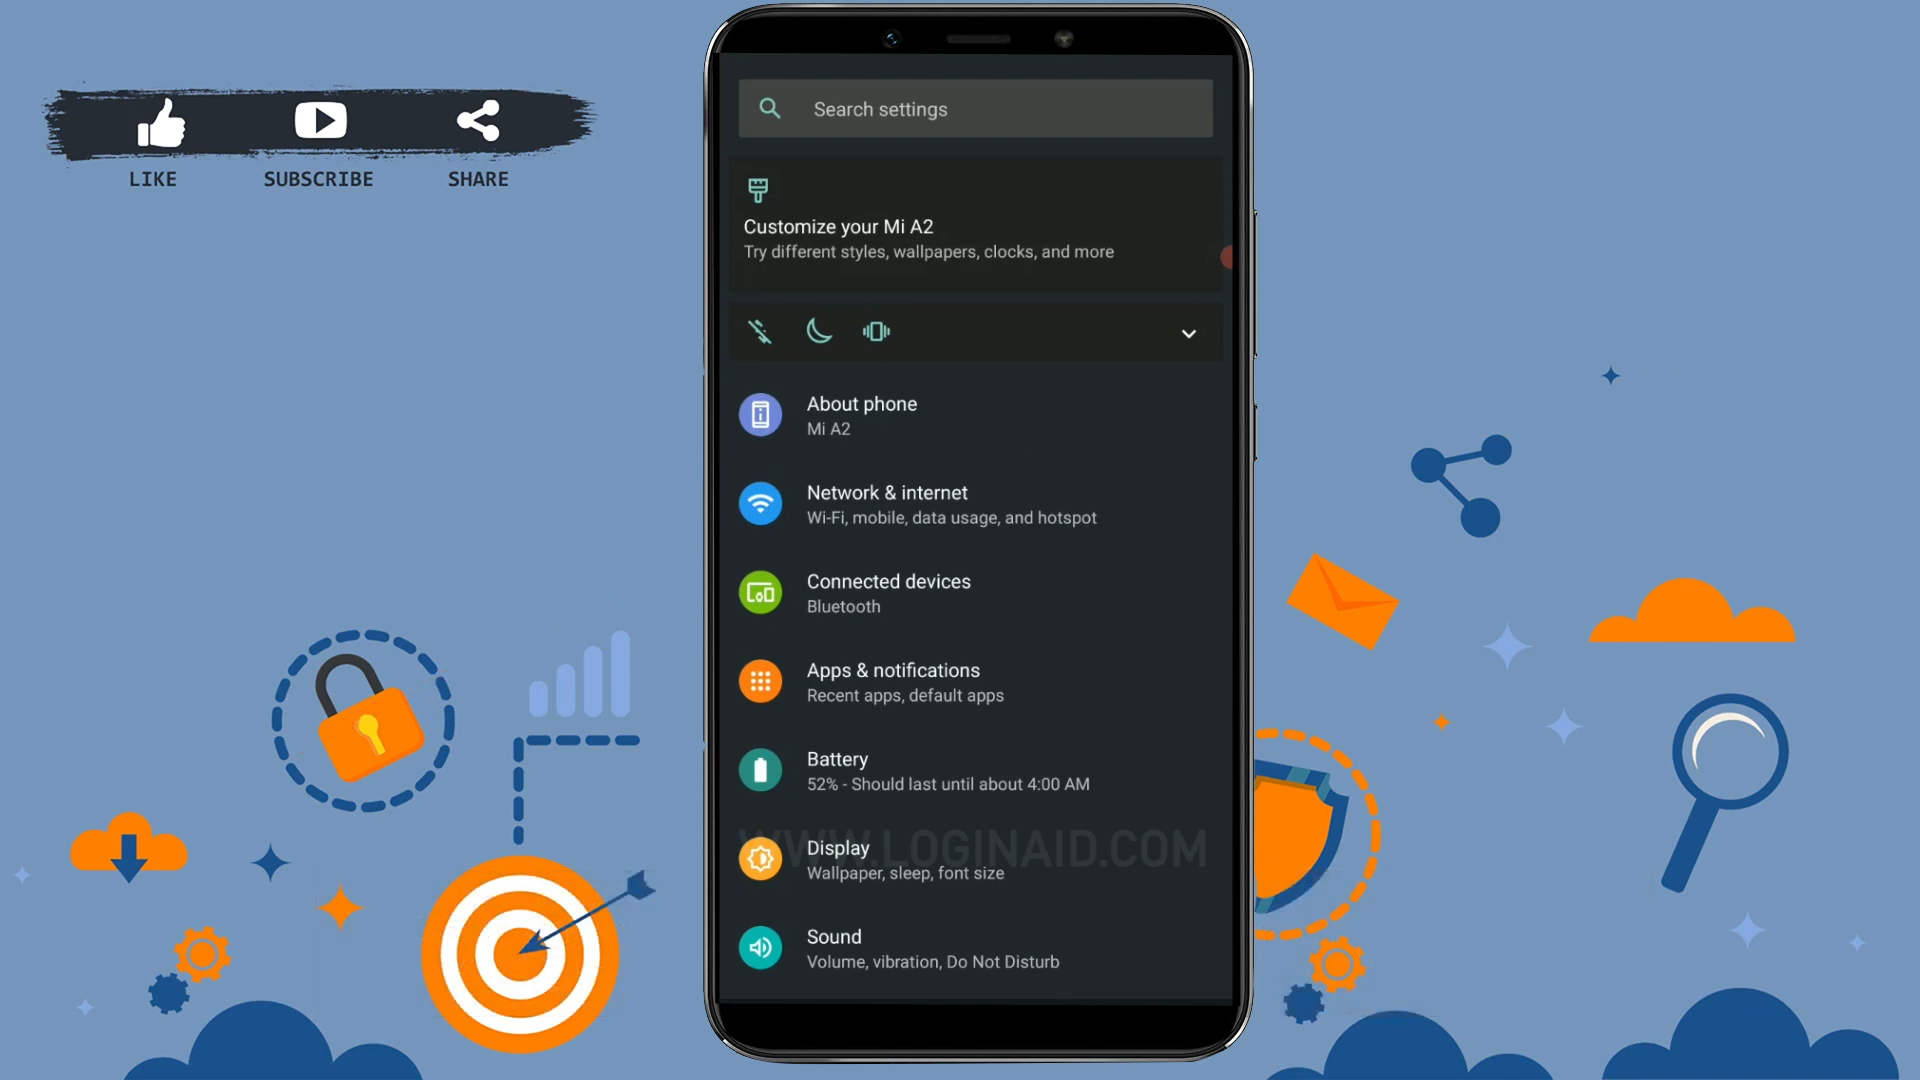 LIKE
SUBSCRIBE
SHARE
Search settings
Customize your Mi A2
Try different styles, wallpapers, clocks, and more
About phone
Mi A2
Network & internet
Wi-Fi, mobile, data usage, and hotspot
Connected devices
Bluetooth
Apps & notifications
Recent apps, default apps
Battery
52% - Should last until about 4:00 AM
WWW.LOGINAID.COM
Display
Wallpaper, sleep, font size
Sound
Volume, vibration, Do Not Disturb